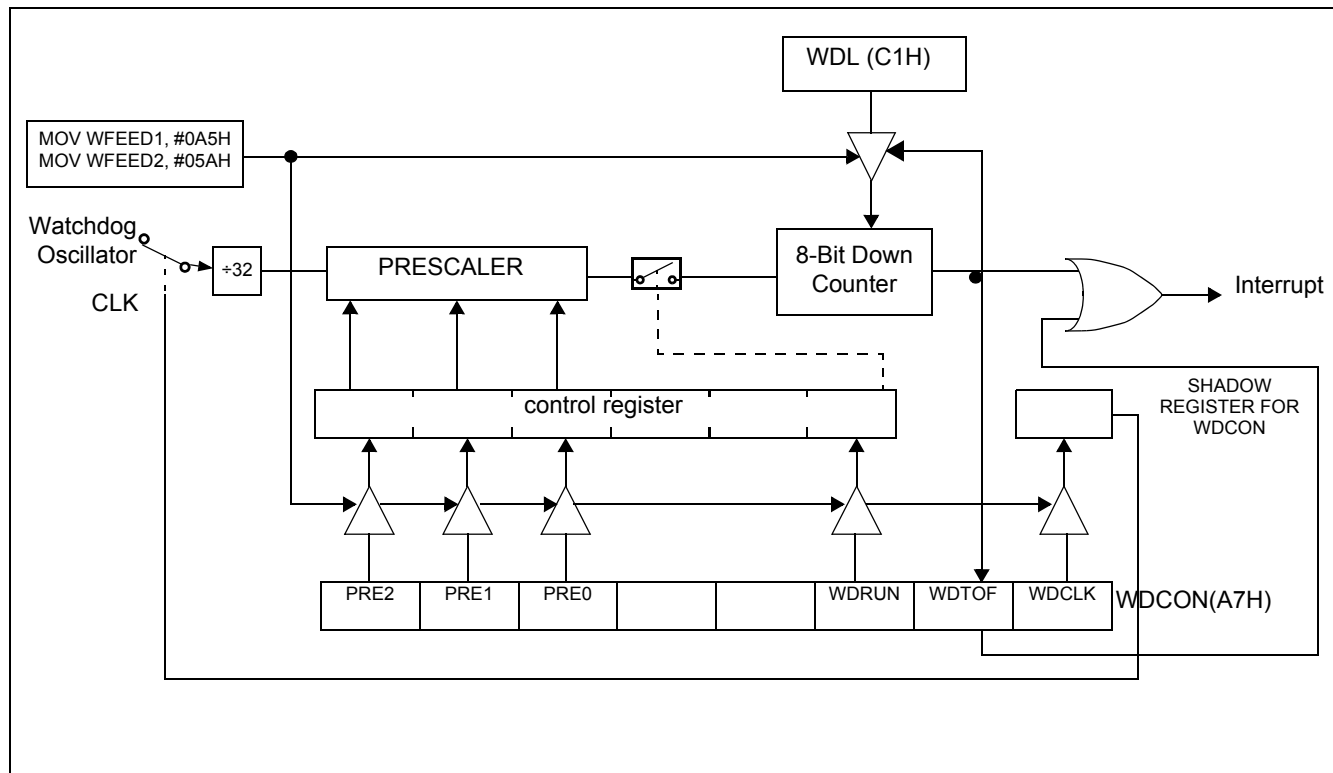 WDL (C1H)
MOV WFEED1, #0A5H
MOV WFEED2, #05AH
Watchdog
Oscillator
÷32
PRESCALER
8-Bit Down
Counter
Interrupt
CLK
control register
SHADOW
REGISTER FOR
WDCON
PRE2
PRE1
PRE0
WDRUN
WDTOF
WDCLK
WDCON(A7H)